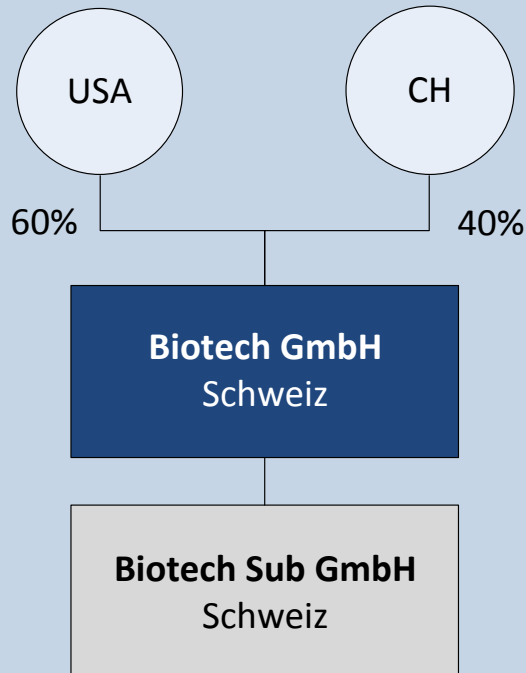 USA
CH
60%
40%
Biotech GmbH
Schweiz
Biotech Sub GmbH
Schweiz